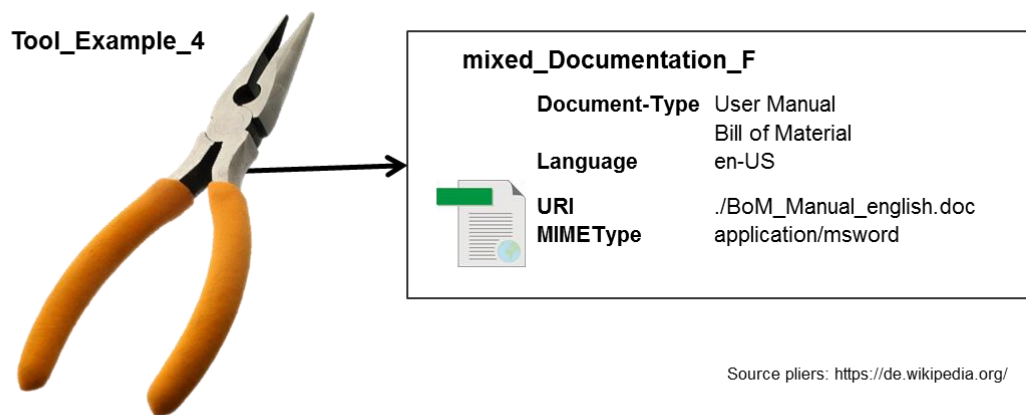 Tool_Example_4
mixed_Documentation_F
Document-Type User Manual
Bill of Material
Language en-US
URI ./BoM_Manual_english.doc
MIMEType application/msword
Source pliers: https://de.wikipedia.org/